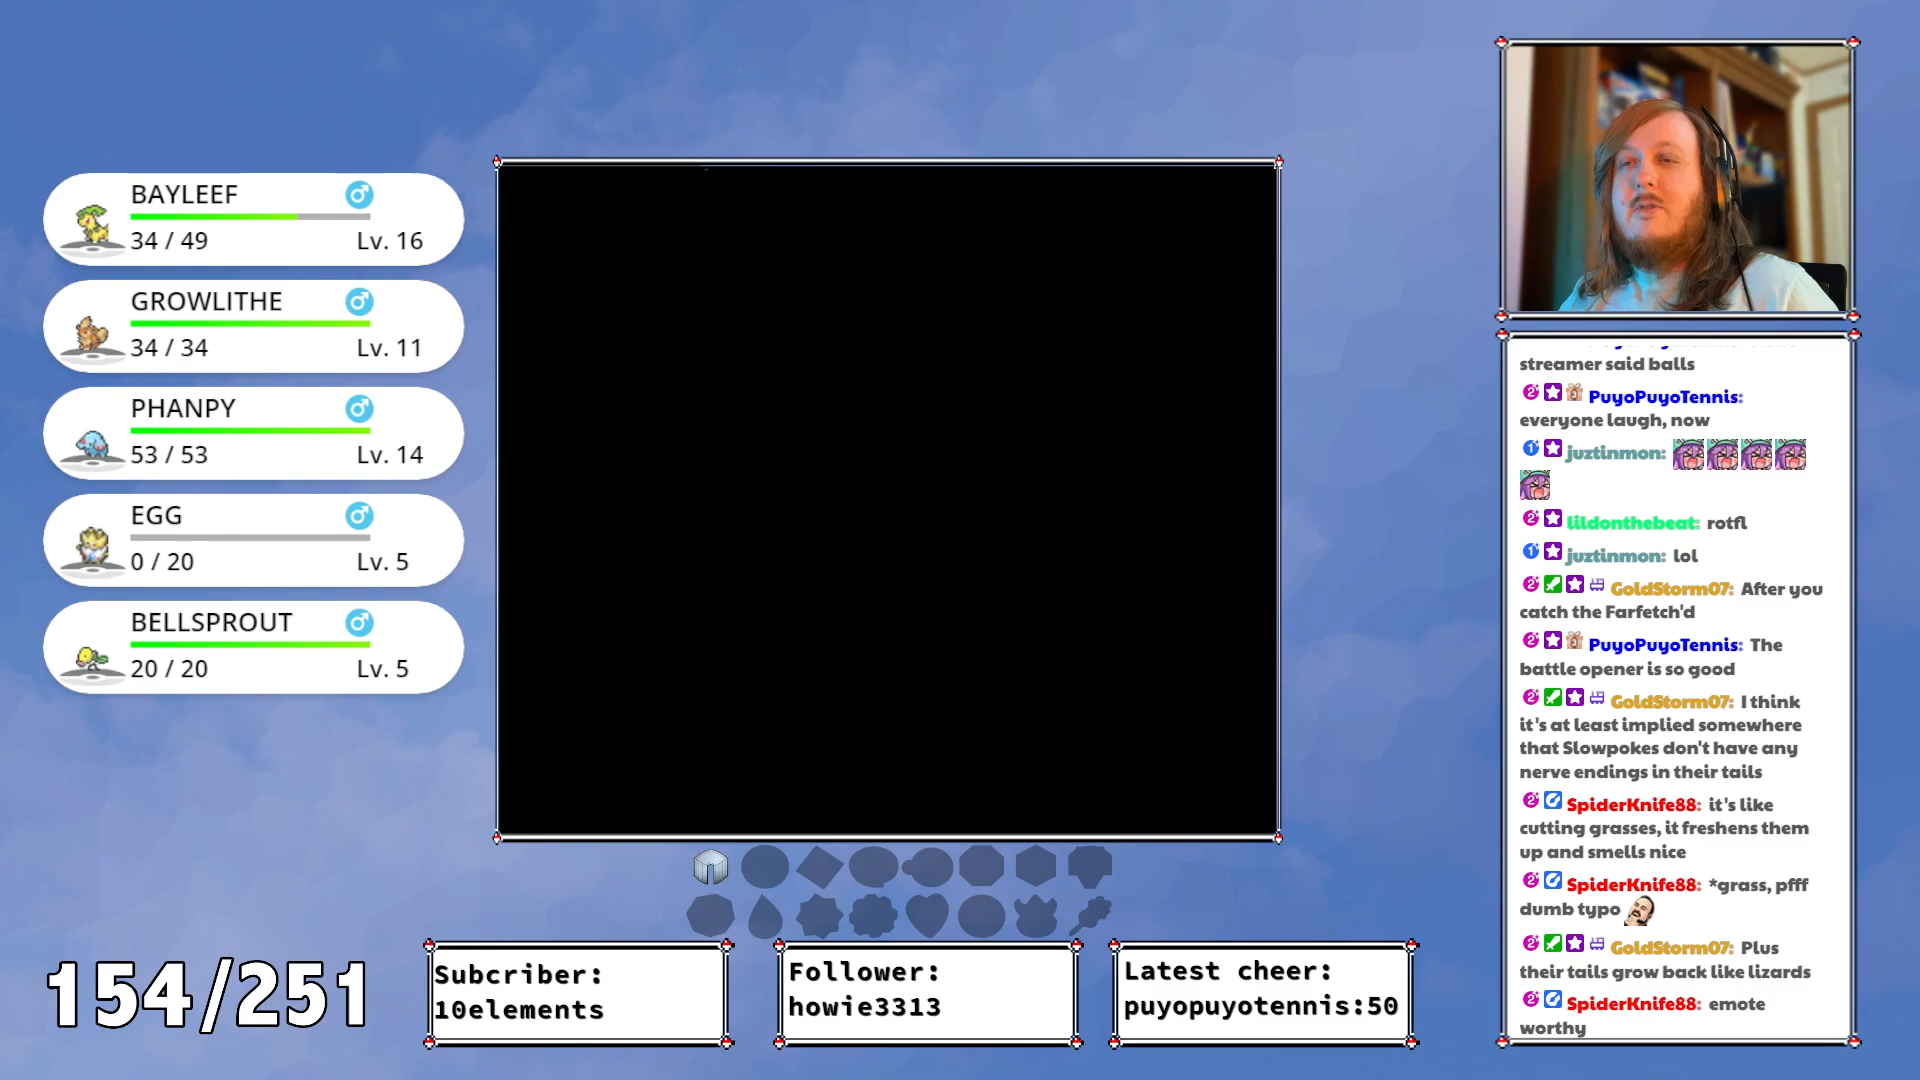 BAYLEEF
34 / 49 Lv. 16
GROWLITHE
34 / 34 Lv. 11
PHANPY
53 / 53 Lv. 14
EGG
0 / 20 Lv. 5
BELLSPROUT
20 / 20 Lv. 5
154/251
Subcriber:
10elements
Follower:
howie3313
Latest cheer:
puyopuyotennis:50
streamer said balls
PuyoPuyoTennis:
everyone laugh, now
juztinmon:
lildonthebeat: rotfl
juztinmon: lol
GoldStorm07: After you
catch the Farfetch'd
PuyoPuyoTennis: The
battle opener is so good
GoldStorm07: I think
it's at least implied somewhere
that Slowpokes don't have any
nerve endings in their tails
SpiderKnife88: it's like
cutting grasses, it freshens them
up and smells nice
SpiderKnife88: *grass, pfff
dumb typo
GoldStorm07: Plus
their tails grow back like lizards
SpiderKnife88: emote
worthy